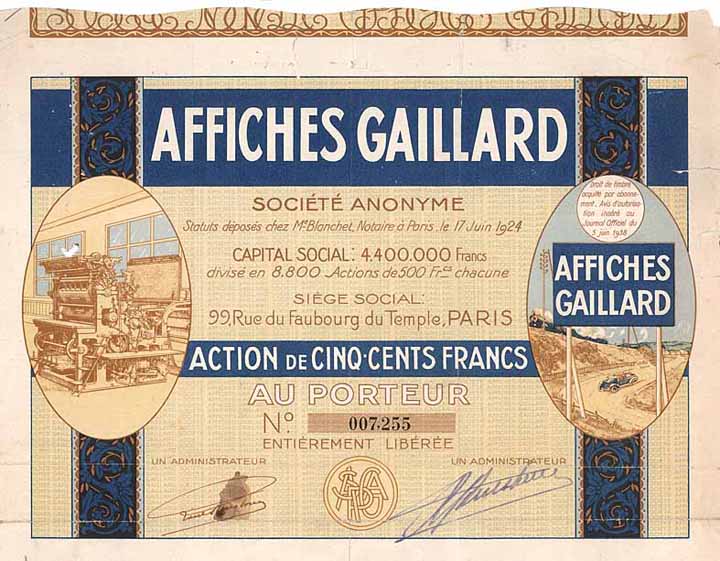 AFFICHES GAILLARD
SOCIÉTÉ ANONYME
Statuts déposés chez Me Blanchet, Notaire à Paris, le 17 Juin 1924
CAPITAL SOCIAL: 4.400.000 Francs
divisé en 8.800 Actions de 500 Frcs chacune
SIÈGE SOCIAL:
99, Rue du Faubourg du Temple, PARIS
ACTION DE CINQ-CENTS FRANCS
AU PORTEUR
No. 007,255
ENTIÈREMENT LIBÉRÉE
UN ADMINISTRATEUR
UN ADMINISTRATEUR
Droit de timbre
acquitté par abonne-
ment. Avis d'autorisa-
tion inséré au
Journal Officiel du
5 juin 1938
AFFICHES
GAILLARD